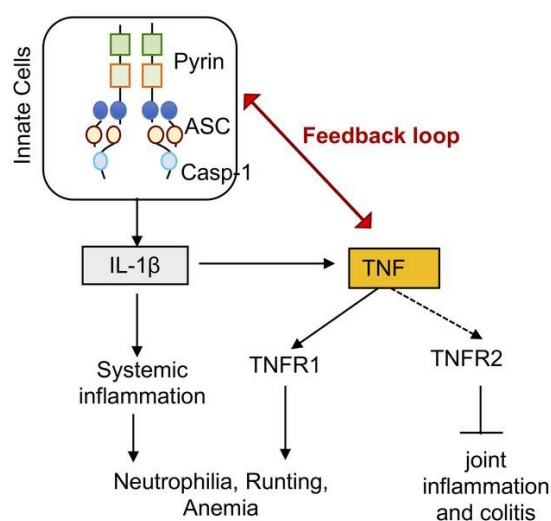 Innate Cells
Pyrin
ASC
Casp-1
Feedback loop
IL-1β
TNF
Systemic
inflammation
TNFR1
TNFR2
Neutrophilia, Runting,
Anemia
joint
inflammation
and colitis